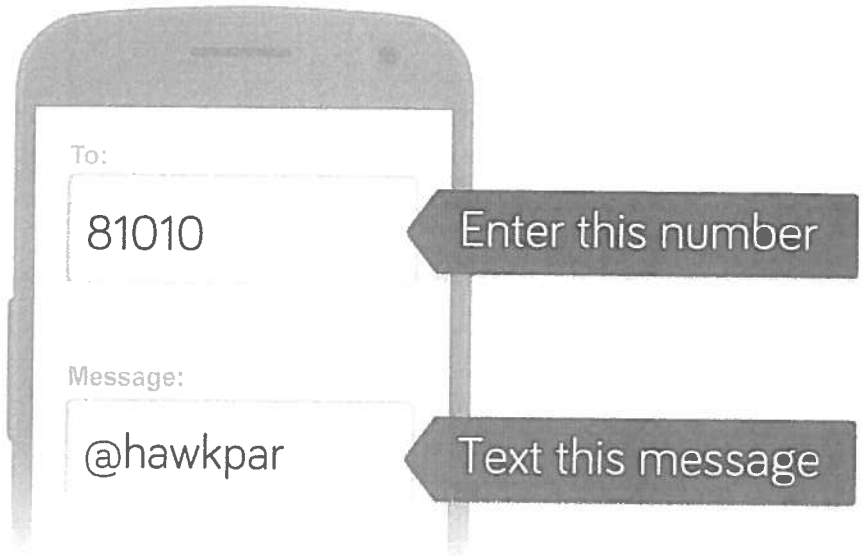 To:
81010
Enter this number
Message:
@hawkpar
Text this message